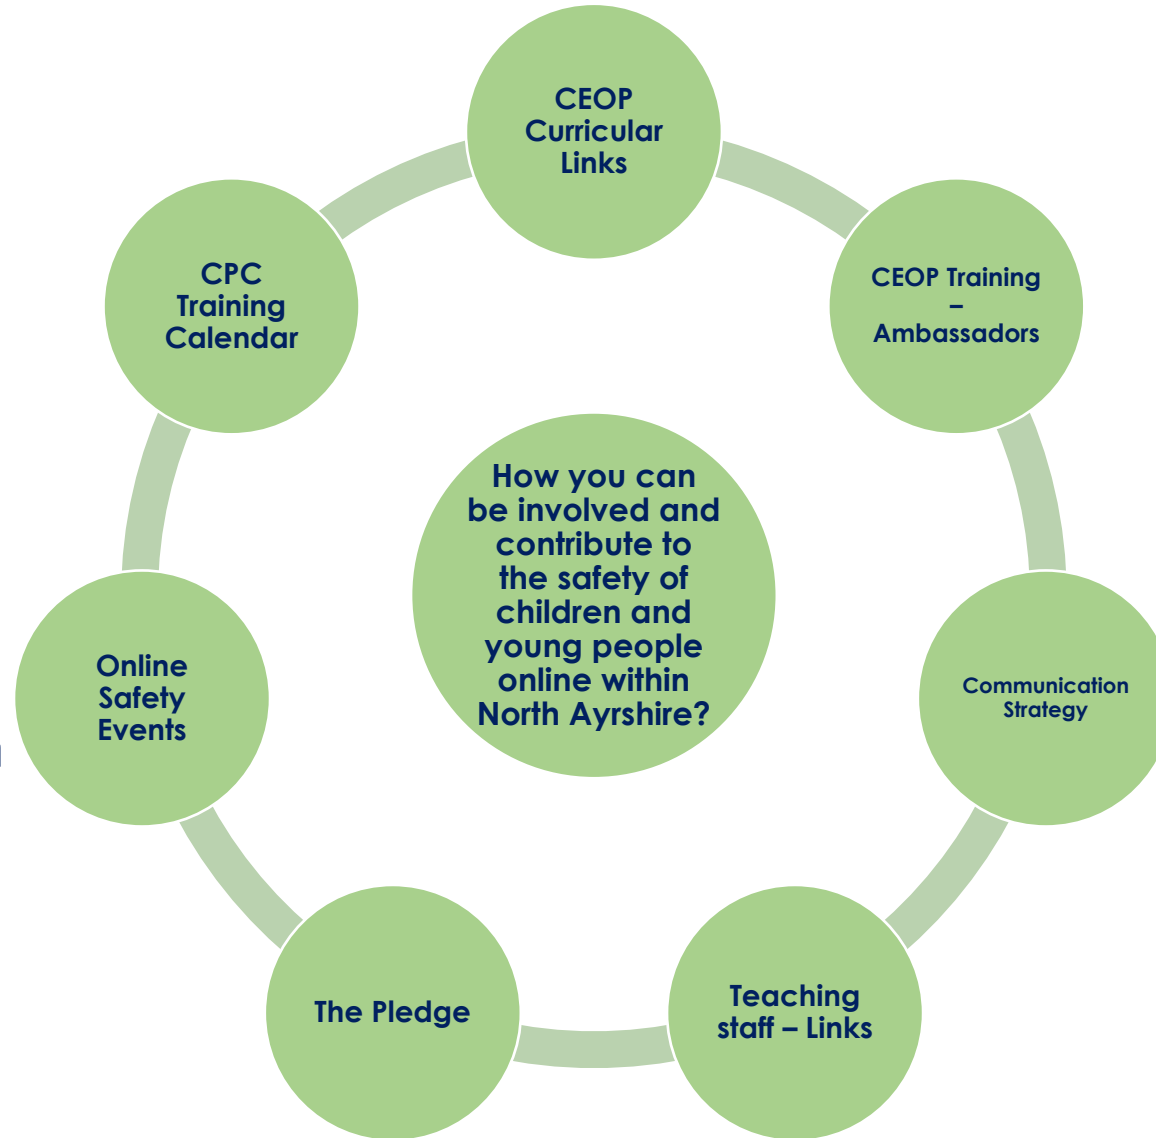 CEOP
Curricular
Links
CEOP Training
–
Ambassadors
Communication
Strategy
Teaching
staff – Links
The Pledge
Online
Safety
Events
CPC
Training
Calendar
How you can
be involved and
contribute to
the safety of
children and
young people
online within
North Ayrshire?